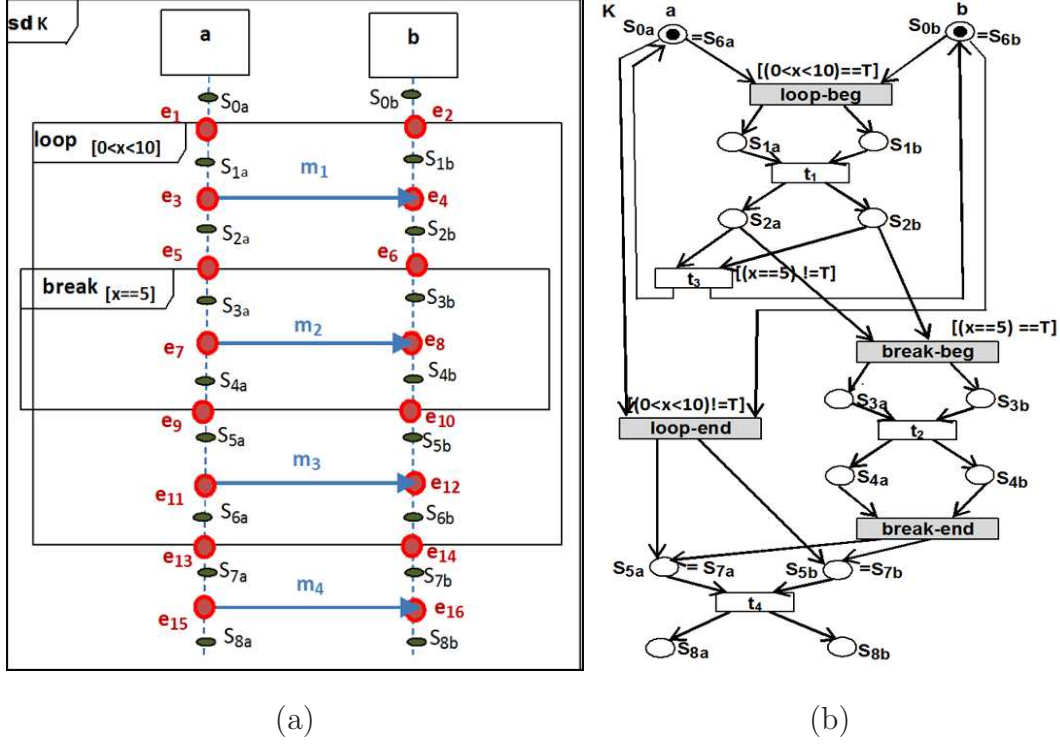 sd K
a
b
S0a
S0b
e1
e2
loop [0<x<10]
S1a
S1b
m1
e3
e4
S2a
S2b
e5
e6
break [x==5]
S3a
S3b
m2
e7
e8
S4a
S4b
e9
e10
S5a
S5b
m3
e11
e12
S6a
S6b
e13
e14
S7a
S7b
m4
e15
e16
S8a
S8b
(a)
K
a
b
S0a =S6a
S0b =S6b
[(0<x<10)==T]
loop-beg
S1a
S1b
t1
S2a
S2b
t3 [(x==5) !=T]
[(x==5) ==T]
break-beg
S3a
S3b
[(0<x<10)!=T]
loop-end
t2
S4a
S4b
break-end
S5a = S7a
S5b =S7b
t4
S8a
S8b
(b)